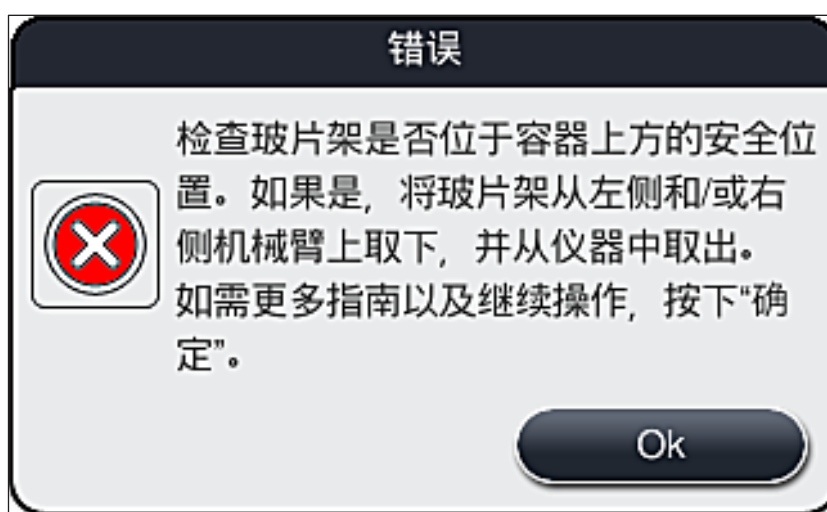 错误
检查玻片架是否位于容器上方的安全位
置。如果是，将玻片架从左侧和/或右
侧机械臂上取下，并从仪器中取出。
如需更多指南以及继续操作，按下“确
定”。
Ok